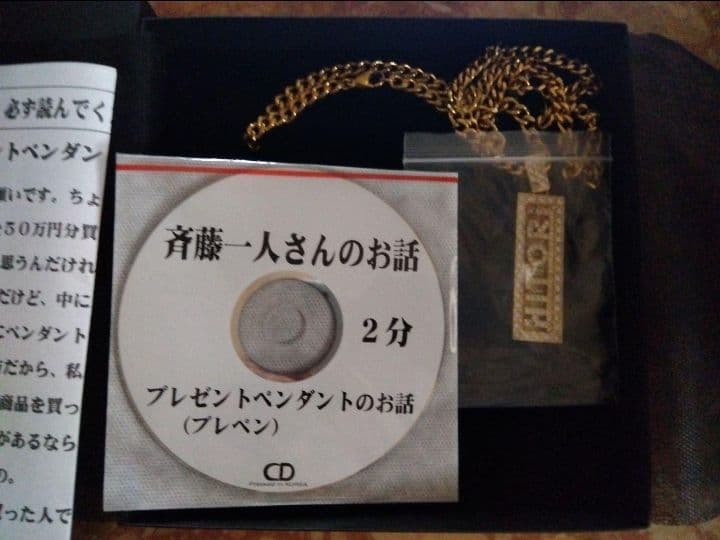 必ず読んでく
トペンダン
願いです。ちょ
50万円分買
思うんだけれ
だけど、中に
ペンダント
だから、私
商品を買っ
があるなら
の。
った人で
斉藤一人さんのお話
2分
プレゼントペンダントのお話
(プレペン)
CD
HITORI